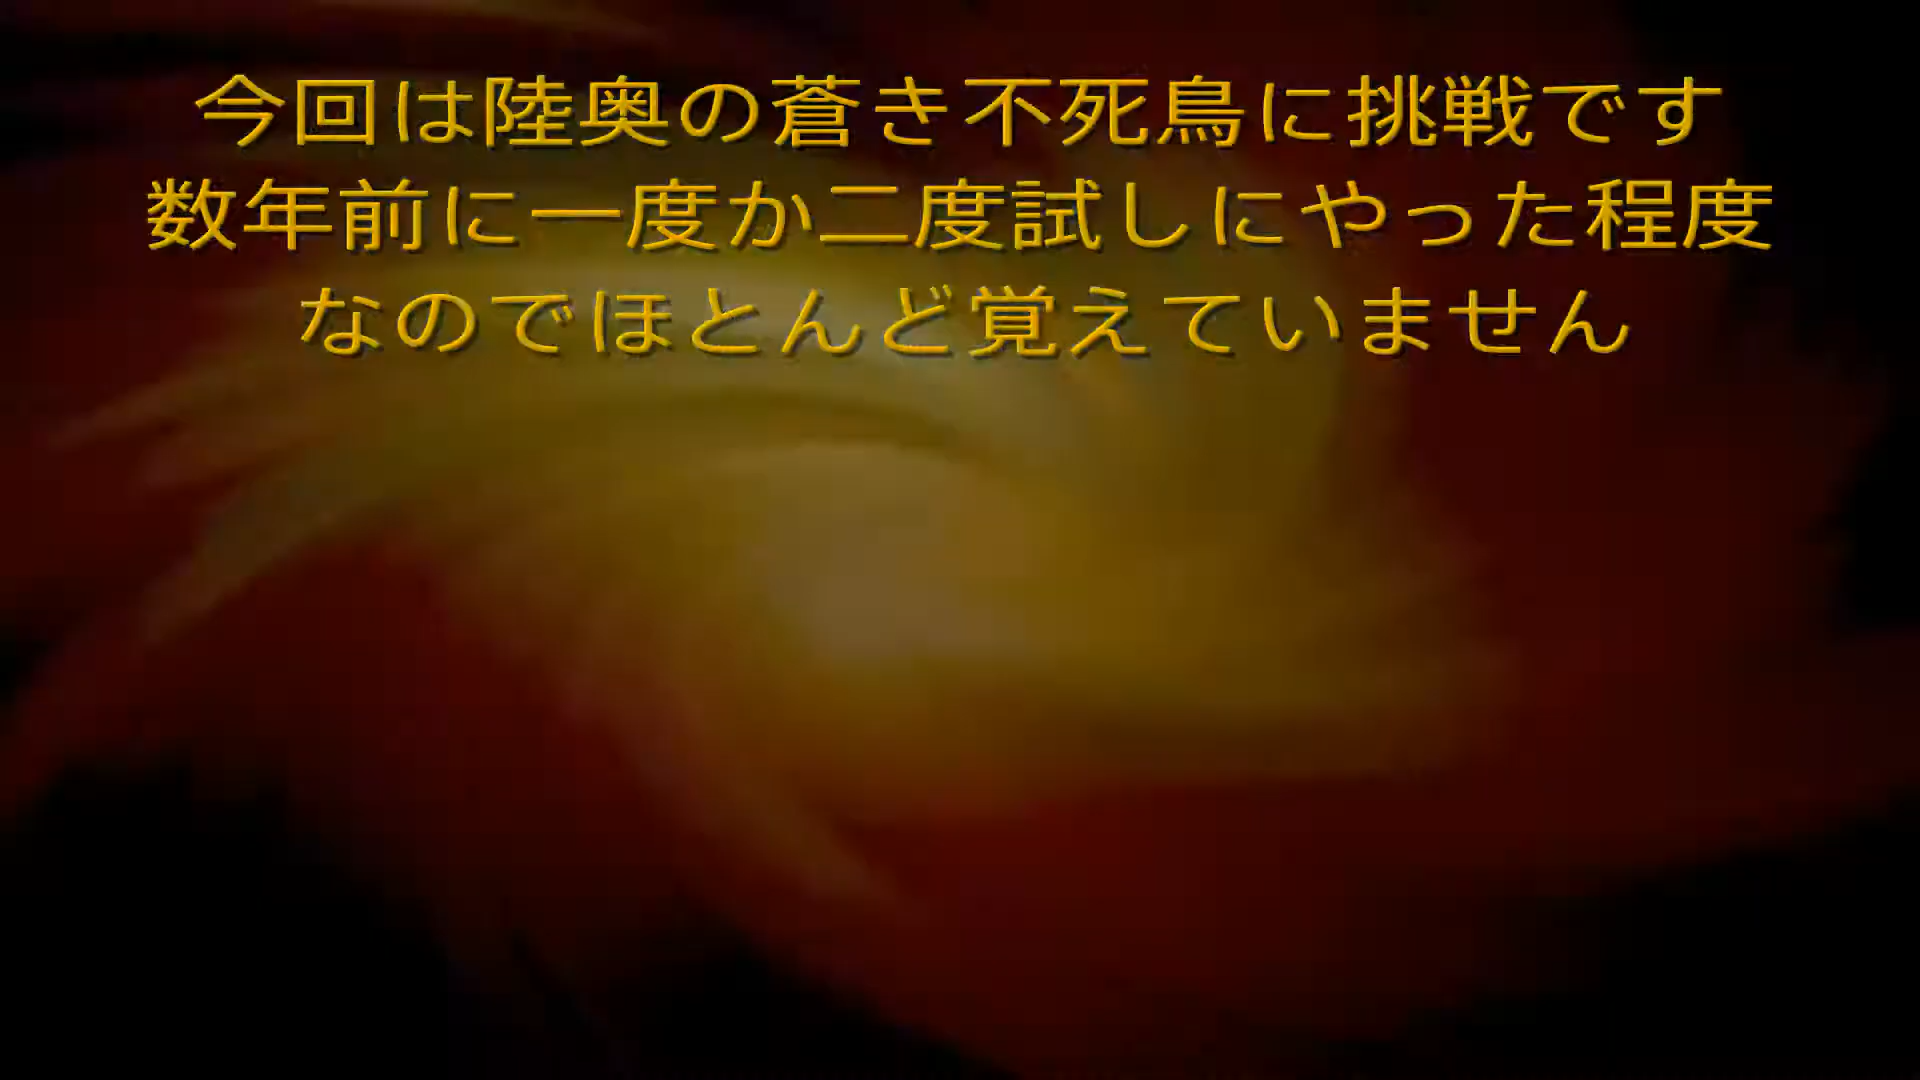 今回は陸奥の蒼き不死鳥に挑戦です
数年前に一度か二度試しにやった程度
なのでほとんど覚えていません